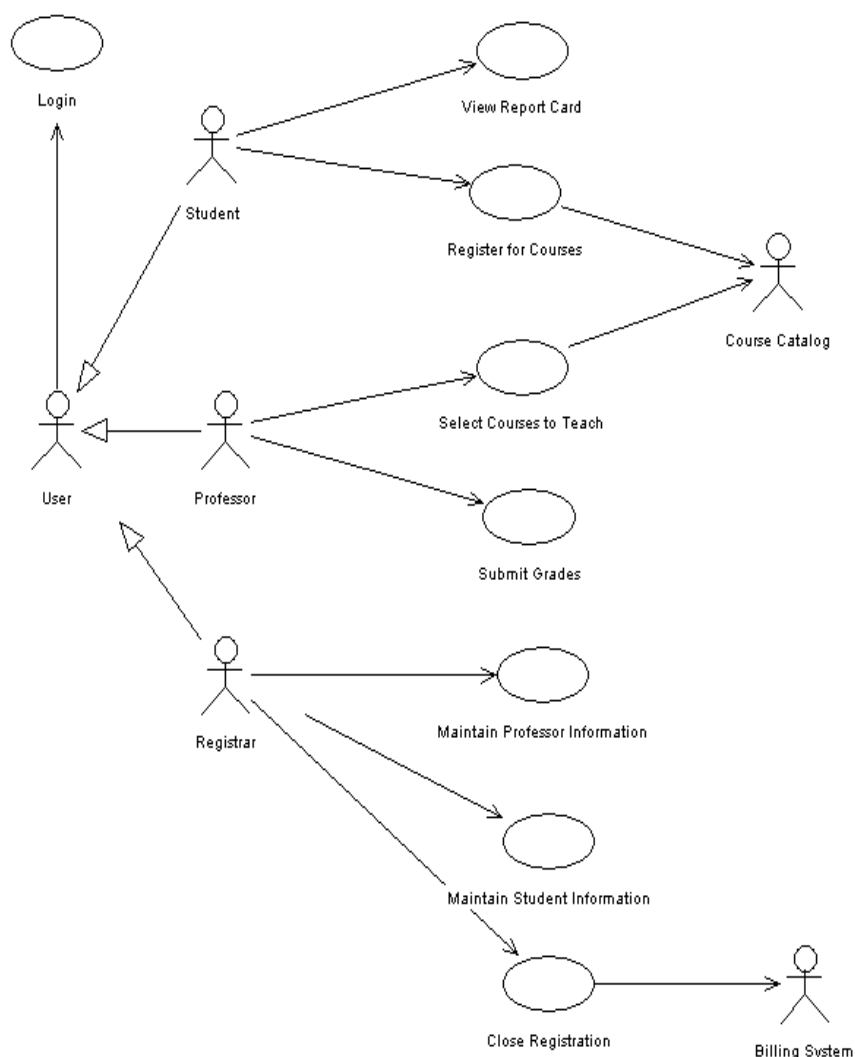 Login
View Report Card
Student
Register for Courses
Course Catalog
Select Courses to Teach
User
Professor
Submit Grades
Maintain Professor Information
Registrar
Maintain Student Information
Close Registration
Billing System